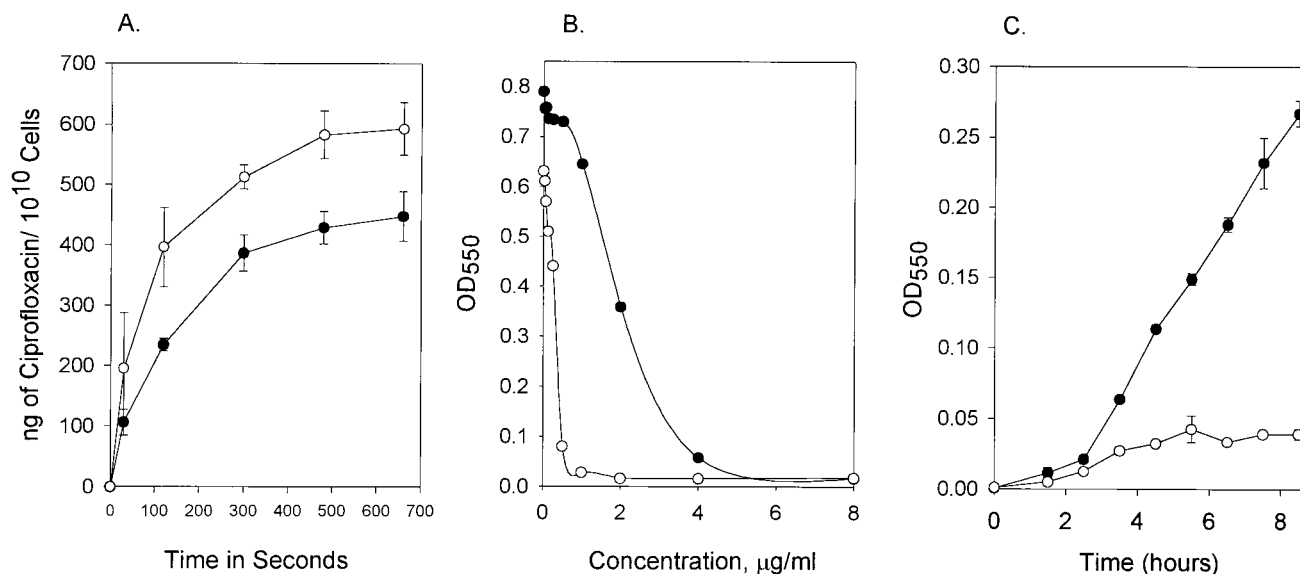 A.
700
600
500
400
300
200
100
0
ng of Ciprofloxacin/ 10^10 Cells
0 100 200 300 400 500 600 700
Time in Seconds
B.
0.8
0.7
0.6
0.5
0.4
0.3
0.2
0.1
0.0
OD550
0 2 4 6 8
Concentration, μg/ml
C.
0.30
0.25
0.20
0.15
0.10
0.05
0.00
OD550
0 2 4 6 8
Time (hours)